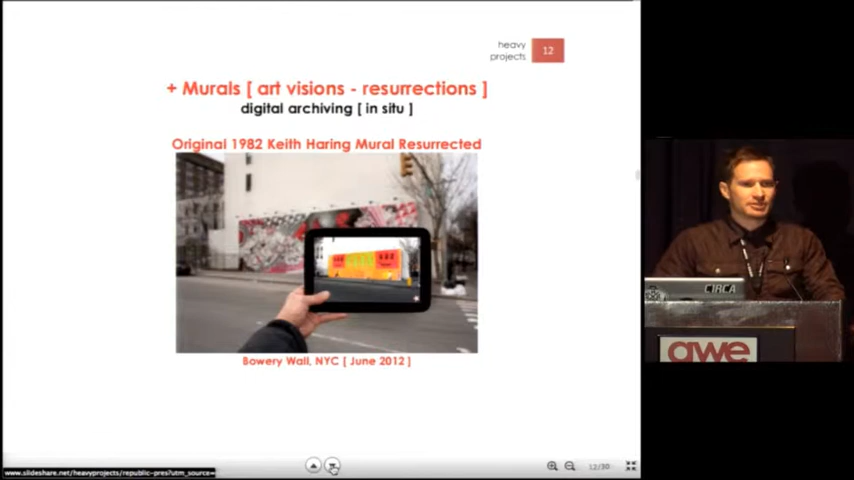 heavy
projects
12
+ Murals [ art visions - resurrections ]
digital archiving [ in situ ]
Original 1982 Keith Haring Mural Resurrected
Bowery Wall, NYC [ June 2012 ]
www.slideshare.net/heavyprojects/republic-pres?utm_source=
12/30
CIRCA
awe